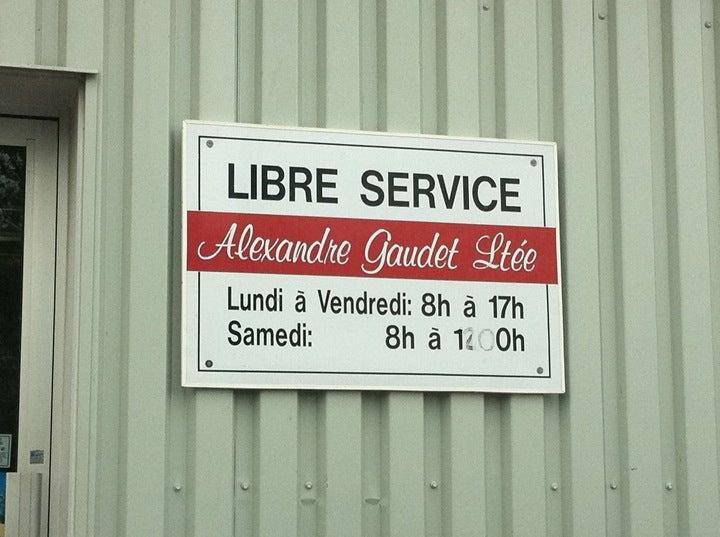 LIBRE SERVICE
Alexandre Gaudet Ltée
Lundi à Vendredi: 8h à 17h
Samedi: 8h à